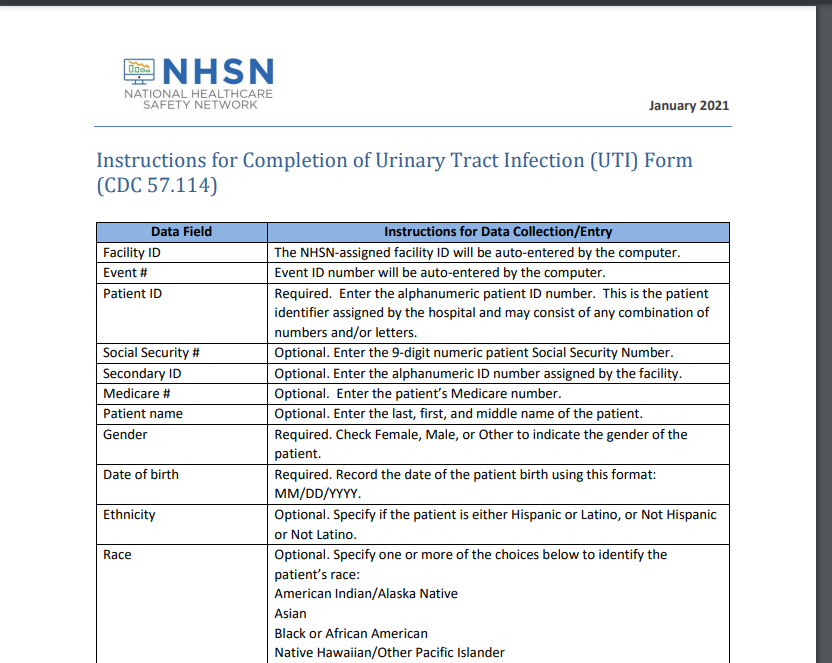 NHSN
NATIONAL HEALTHCARE
SAFETY NETWORK
January 2021
Instructions for Completion of Urinary Tract Infection (UTI) Form
(CDC 57.114)
Data Field Instructions for Data Collection/Entry
Facility ID The NHSN-assigned facility ID will be auto-entered by the computer.
Event # Event ID number will be auto-entered by the computer.
Patient ID Required.  Enter the alphanumeric patient ID number.  This is the patient
identifier assigned by the hospital and may consist of any combination of
numbers and/or letters.
Social Security # Optional. Enter the 9-digit numeric patient Social Security Number.
Secondary ID Optional. Enter the alphanumeric ID number assigned by the facility.
Medicare # Optional.  Enter the patient’s Medicare number.
Patient name Optional. Enter the last, first, and middle name of the patient.
Gender Required. Check Female, Male, or Other to indicate the gender of the
patient.
Date of birth Required. Record the date of the patient birth using this format:
MM/DD/YYYY.
Ethnicity Optional. Specify if the patient is either Hispanic or Latino, or Not Hispanic
or Not Latino.
Race Optional. Specify one or more of the choices below to identify the
patient’s race:
American Indian/Alaska Native
Asian
Black or African American
Native Hawaiian/Other Pacific Islander